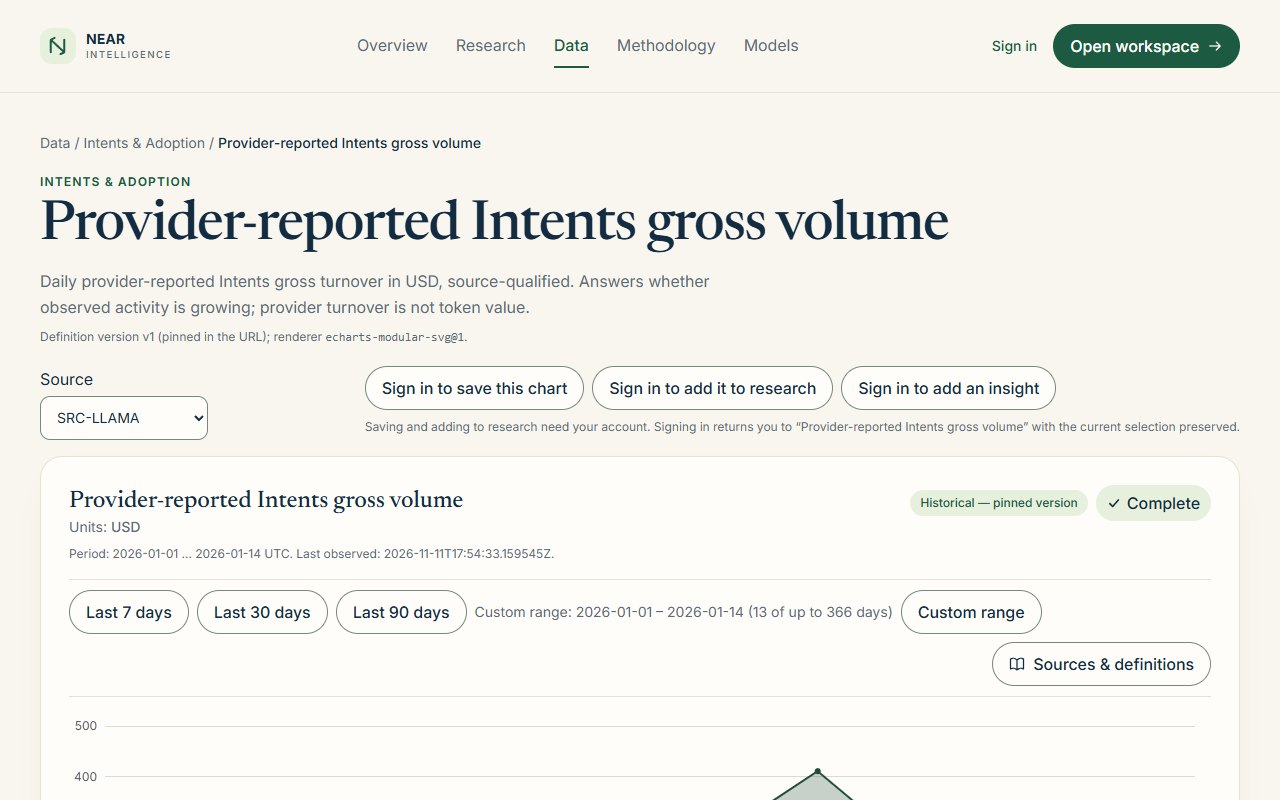 NEAR
INTELLIGENCE
Overview
Research
Data
Methodology
Models
Sign in
Open workspace →
Data / Intents & Adoption / Provider-reported Intents gross volume
INTENTS & ADOPTION
Provider-reported Intents gross volume
Daily provider-reported Intents gross turnover in USD, source-qualified. Answers whether
observed activity is growing; provider turnover is not token value.
Definition version v1 (pinned in the URL); renderer echarts-modular-svg@1.
Source
SRC-LLAMA
Sign in to save this chart
Sign in to add it to research
Sign in to add an insight
Saving and adding to research need your account. Signing in returns you to “Provider-reported Intents gross volume” with the current selection preserved.
Provider-reported Intents gross volume
Historical — pinned version
✓ Complete
Units: USD
Period: 2026-01-01 … 2026-01-14 UTC. Last observed: 2026-11-11T17:54:33.159545Z.
Last 7 days
Last 30 days
Last 90 days
Custom range: 2026-01-01 – 2026-01-14 (13 of up to 366 days)
Custom range
Sources & definitions
500
400